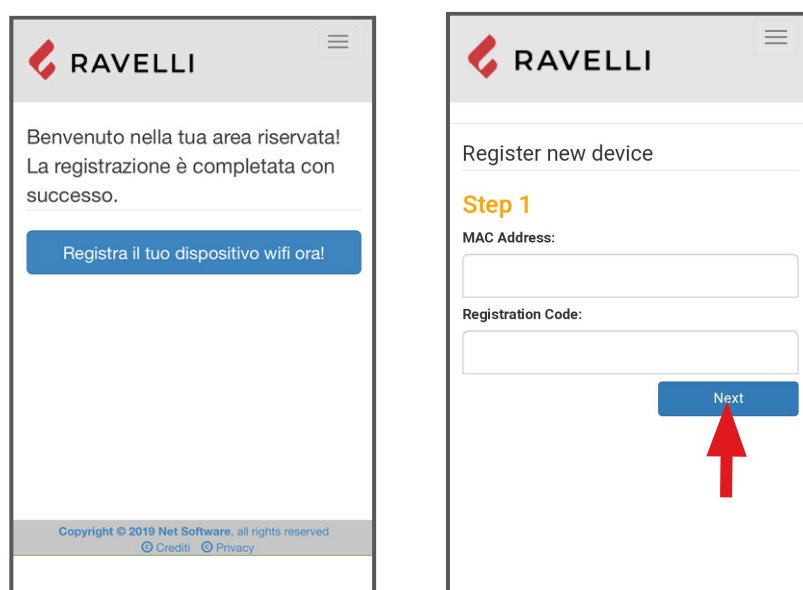 RAVELLI
Benvenuto nella tua area riservata!
La registrazione è completata con
successo.
Registra il tuo dispositivo wifi ora!
Copyright © 2019 Net Software, all rights reserved
© Crediti © Privacy
RAVELLI
Register new device
Step 1
MAC Address:
Registration Code:
Next